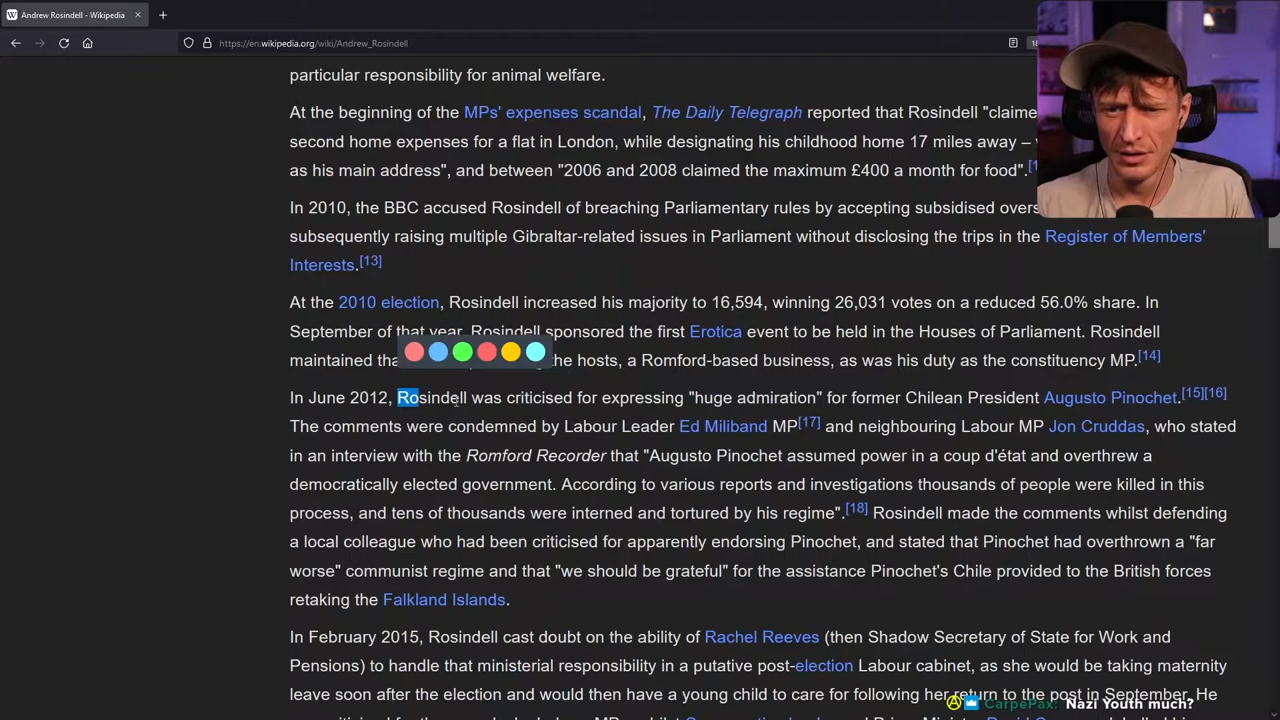 Andrew Rosindell - Wikipedia
https://en.wikipedia.org/wiki/Andrew_Rosindell
particular responsibility for animal welfare.
At the beginning of the MPs' expenses scandal, The Daily Telegraph reported that Rosindell "claime
second home expenses for a flat in London, while designating his childhood home 17 miles away –
as his main address", and between "2006 and 2008 claimed the maximum £400 a month for food".
In 2010, the BBC accused Rosindell of breaching Parliamentary rules by accepting subsidised overs
subsequently raising multiple Gibraltar-related issues in Parliament without disclosing the trips in the Register of Members'
Interests.[13]
At the 2010 election, Rosindell increased his majority to 16,594, winning 26,031 votes on a reduced 56.0% share. In
September of that year, Rosindell sponsored the first Erotica event to be held in the Houses of Parliament. Rosindell
maintained tha the hosts, a Romford-based business, as was his duty as the constituency MP.[14]
In June 2012, Rosindell was criticised for expressing "huge admiration" for former Chilean President Augusto Pinochet.[15][16]
The comments were condemned by Labour Leader Ed Miliband MP[17] and neighbouring Labour MP Jon Cruddas, who stated
in an interview with the Romford Recorder that "Augusto Pinochet assumed power in a coup d'état and overthrew a
democratically elected government. According to various reports and investigations thousands of people were killed in this
process, and tens of thousands were interned and tortured by his regime".[18] Rosindell made the comments whilst defending
a local colleague who had been criticised for apparently endorsing Pinochet, and stated that Pinochet had overthrown a "far
worse" communist regime and that "we should be grateful" for the assistance Pinochet's Chile provided to the British forces
retaking the Falkland Islands.
In February 2015, Rosindell cast doubt on the ability of Rachel Reeves (then Shadow Secretary of State for Work and
Pensions) to handle that ministerial responsibility in a putative post-election Labour cabinet, as she would be taking maternity
leave soon after the election and would then have a young child to care for following her return to the post in September. He
CarpePax: Nazi Youth much?